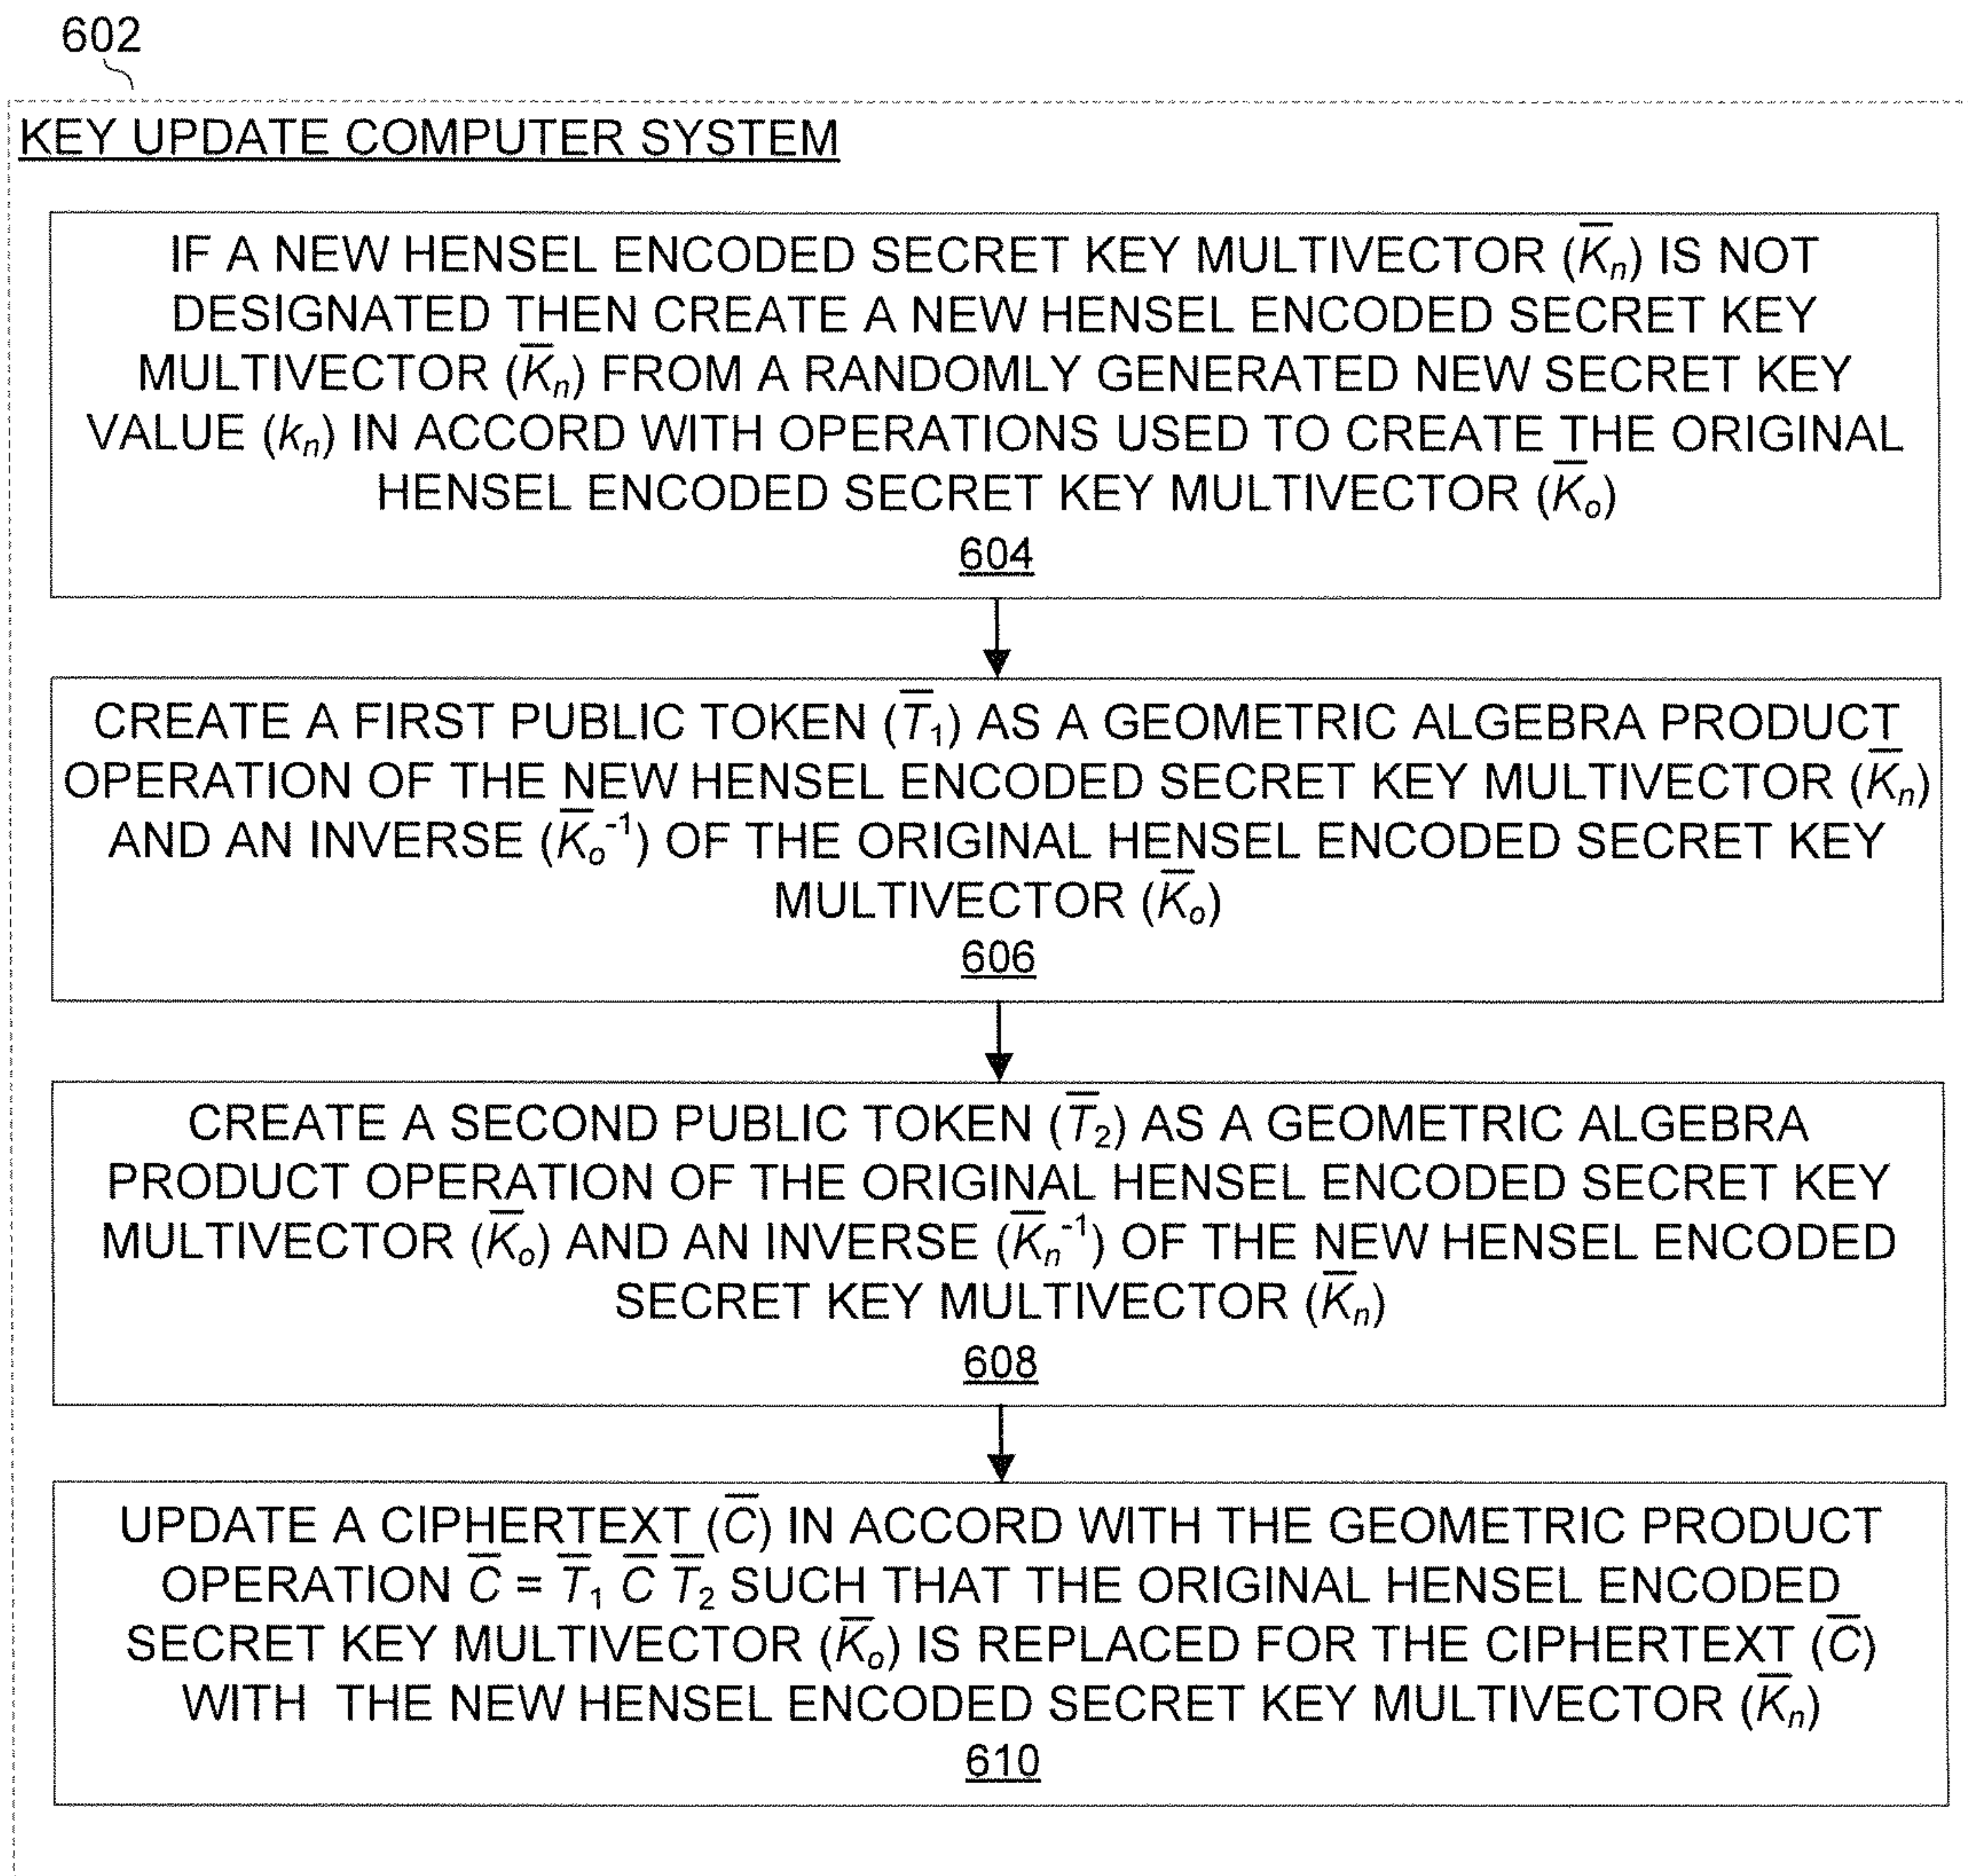 602
KEY UPDATE COMPUTER SYSTEM
IF A NEW HENSEL ENCODED SECRET KEY MULTIVECTOR (K̅ₙ) IS NOT
DESIGNATED THEN CREATE A NEW HENSEL ENCODED SECRET KEY
MULTIVECTOR (K̅ₙ) FROM A RANDOMLY GENERATED NEW SECRET KEY
VALUE (kₙ) IN ACCORD WITH OPERATIONS USED TO CREATE THE ORIGINAL
HENSEL ENCODED SECRET KEY MULTIVECTOR (K̅ₒ)
604
CREATE A FIRST PUBLIC TOKEN (T̅₁) AS A GEOMETRIC ALGEBRA PRODUCT
OPERATION OF THE NEW HENSEL ENCODED SECRET KEY MULTIVECTOR (K̅ₙ)
AND AN INVERSE (K̅ₒ⁻¹) OF THE ORIGINAL HENSEL ENCODED SECRET KEY
MULTIVECTOR (K̅ₒ)
606
CREATE A SECOND PUBLIC TOKEN (T̅₂) AS A GEOMETRIC ALGEBRA
PRODUCT OPERATION OF THE ORIGINAL HENSEL ENCODED SECRET KEY
MULTIVECTOR (K̅ₒ) AND AN INVERSE (K̅ₙ⁻¹) OF THE NEW HENSEL ENCODED
SECRET KEY MULTIVECTOR (K̅ₙ)
608
UPDATE A CIPHERTEXT (C̅) IN ACCORD WITH THE GEOMETRIC PRODUCT
OPERATION C̅ = T̅₁ C̅ T̅₂ SUCH THAT THE ORIGINAL HENSEL ENCODED
SECRET KEY MULTIVECTOR (K̅ₒ) IS REPLACED FOR THE CIPHERTEXT (C̅)
WITH THE NEW HENSEL ENCODED SECRET KEY MULTIVECTOR (K̅ₙ)
610